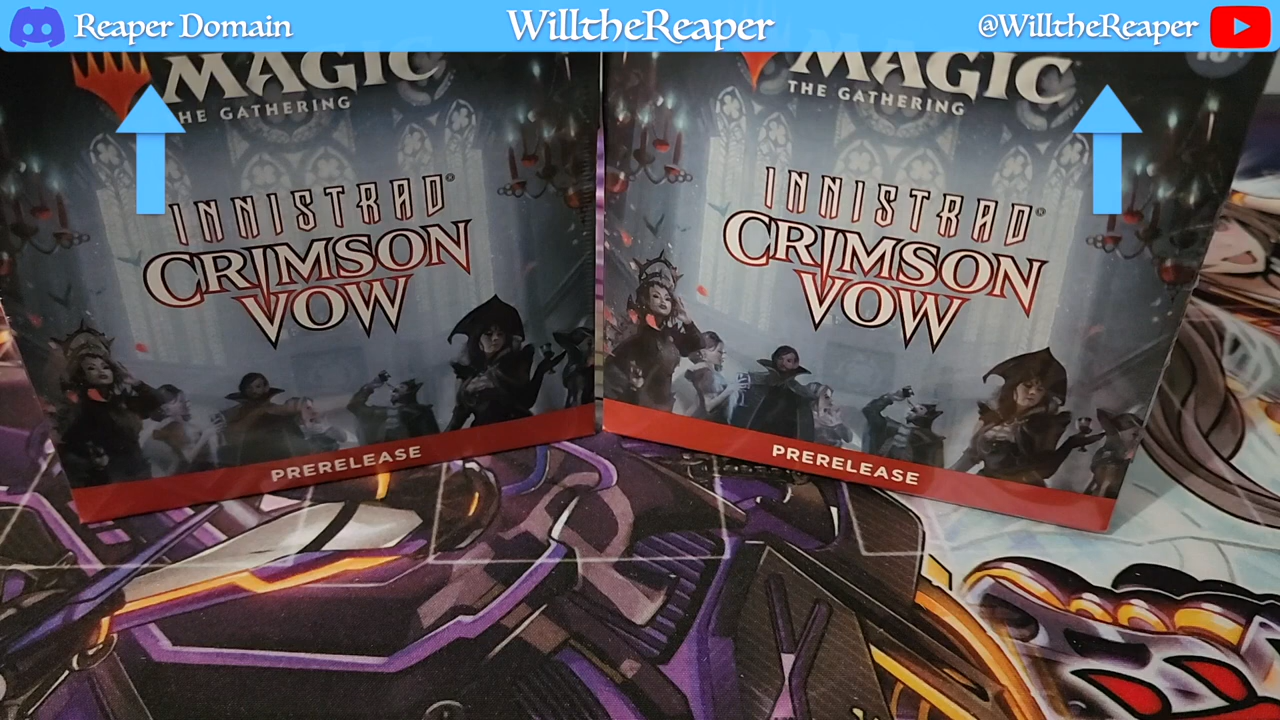 Reaper Domain
WilltheReaper
@WilltheReaper
MAGIC
THE GATHERING
INNISTRAD®
CRIMSON
VOW
PRERELEASE
MAGIC
THE GATHERING
INNISTRAD®
CRIMSON
VOW
PRERELEASE